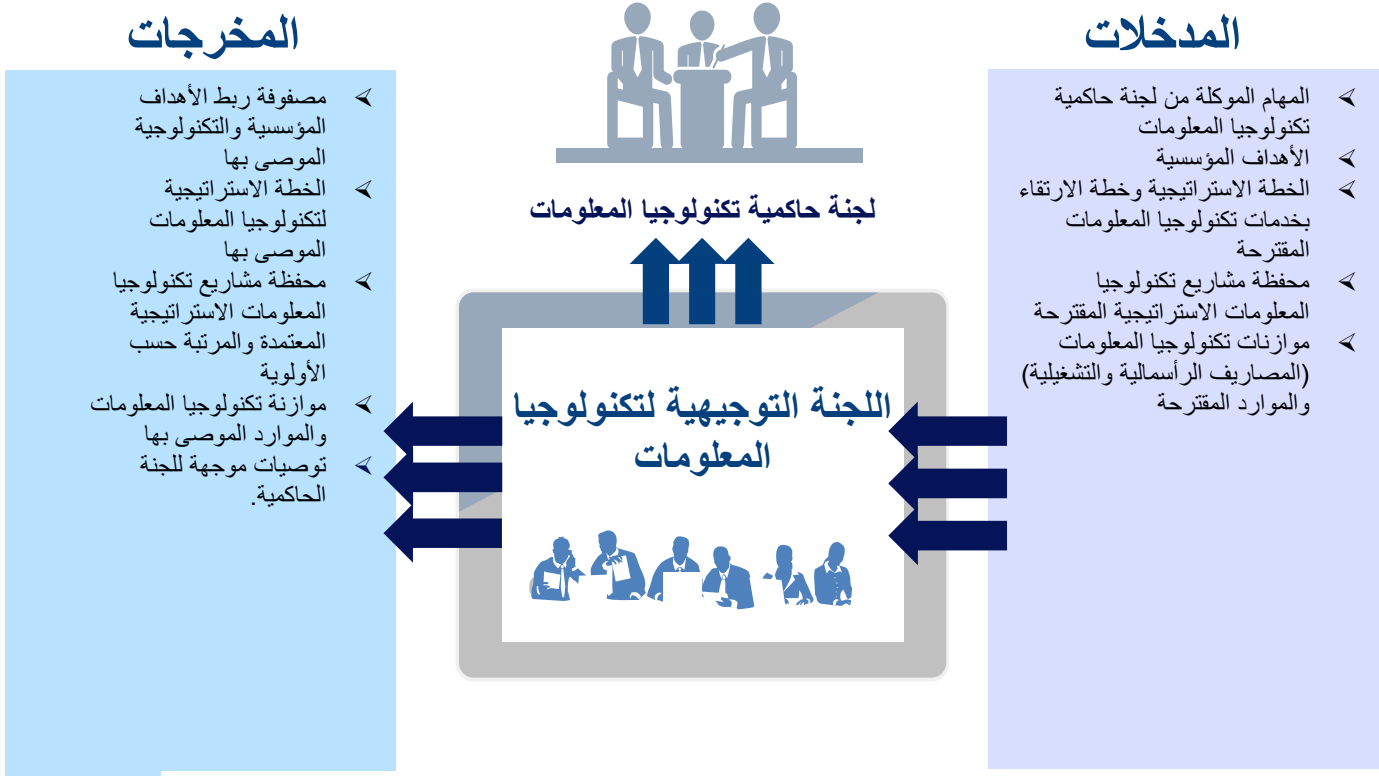 المدخلات
المهام الموكلة من لجنة حاكمية
تكنولوجيا المعلومات
الأهداف المؤسسية
الخطة الاستراتيجية وخطة الارتقاء
بخدمات تكنولوجيا المعلومات
المقترحة
محفظة مشاريع تكنولوجيا
المعلومات الاستراتيجية المقترحة
موازنات تكنولوجيا المعلومات
(المصاريف الرأسمالية والتشغيلية)
والموارد المقترحة
لجنة حاكمية تكنولوجيا المعلومات
اللجنة التوجيهية لتكنولوجيا
المعلومات
المخرجات
مصفوفة ربط الأهداف
المؤسسية والتكنولوجية
الموصى بها
الخطة الاستراتيجية
لتكنولوجيا المعلومات
الموصى بها
محفظة مشاريع تكنولوجيا
المعلومات الاستراتيجية
المعتمدة والمرتبة حسب
الأولوية
موازنة تكنولوجيا المعلومات
والموارد الموصى بها
توصيات موجهة للجنة
الحاكمية.